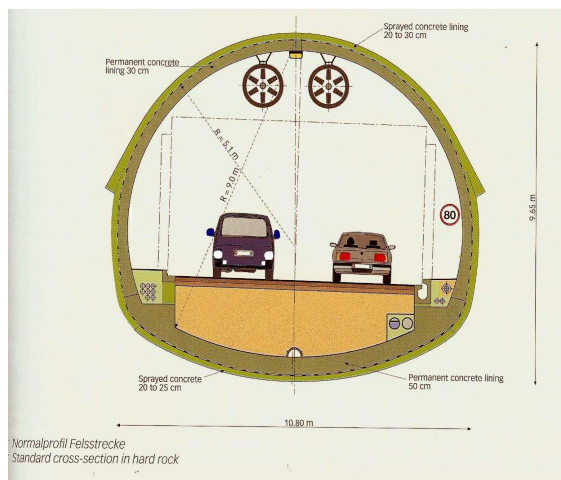 Sprayed concrete lining
20 to 30 cm
Permanent concrete
lining 30 cm
R = 5.1 m
R = 9.0 m
80
9.65 m
Sprayed concrete
20 to 25 cm
Permanent concrete lining
50 cm
10.80 m
Normalprofil Felsstrecke
Standard cross-section in hard rock